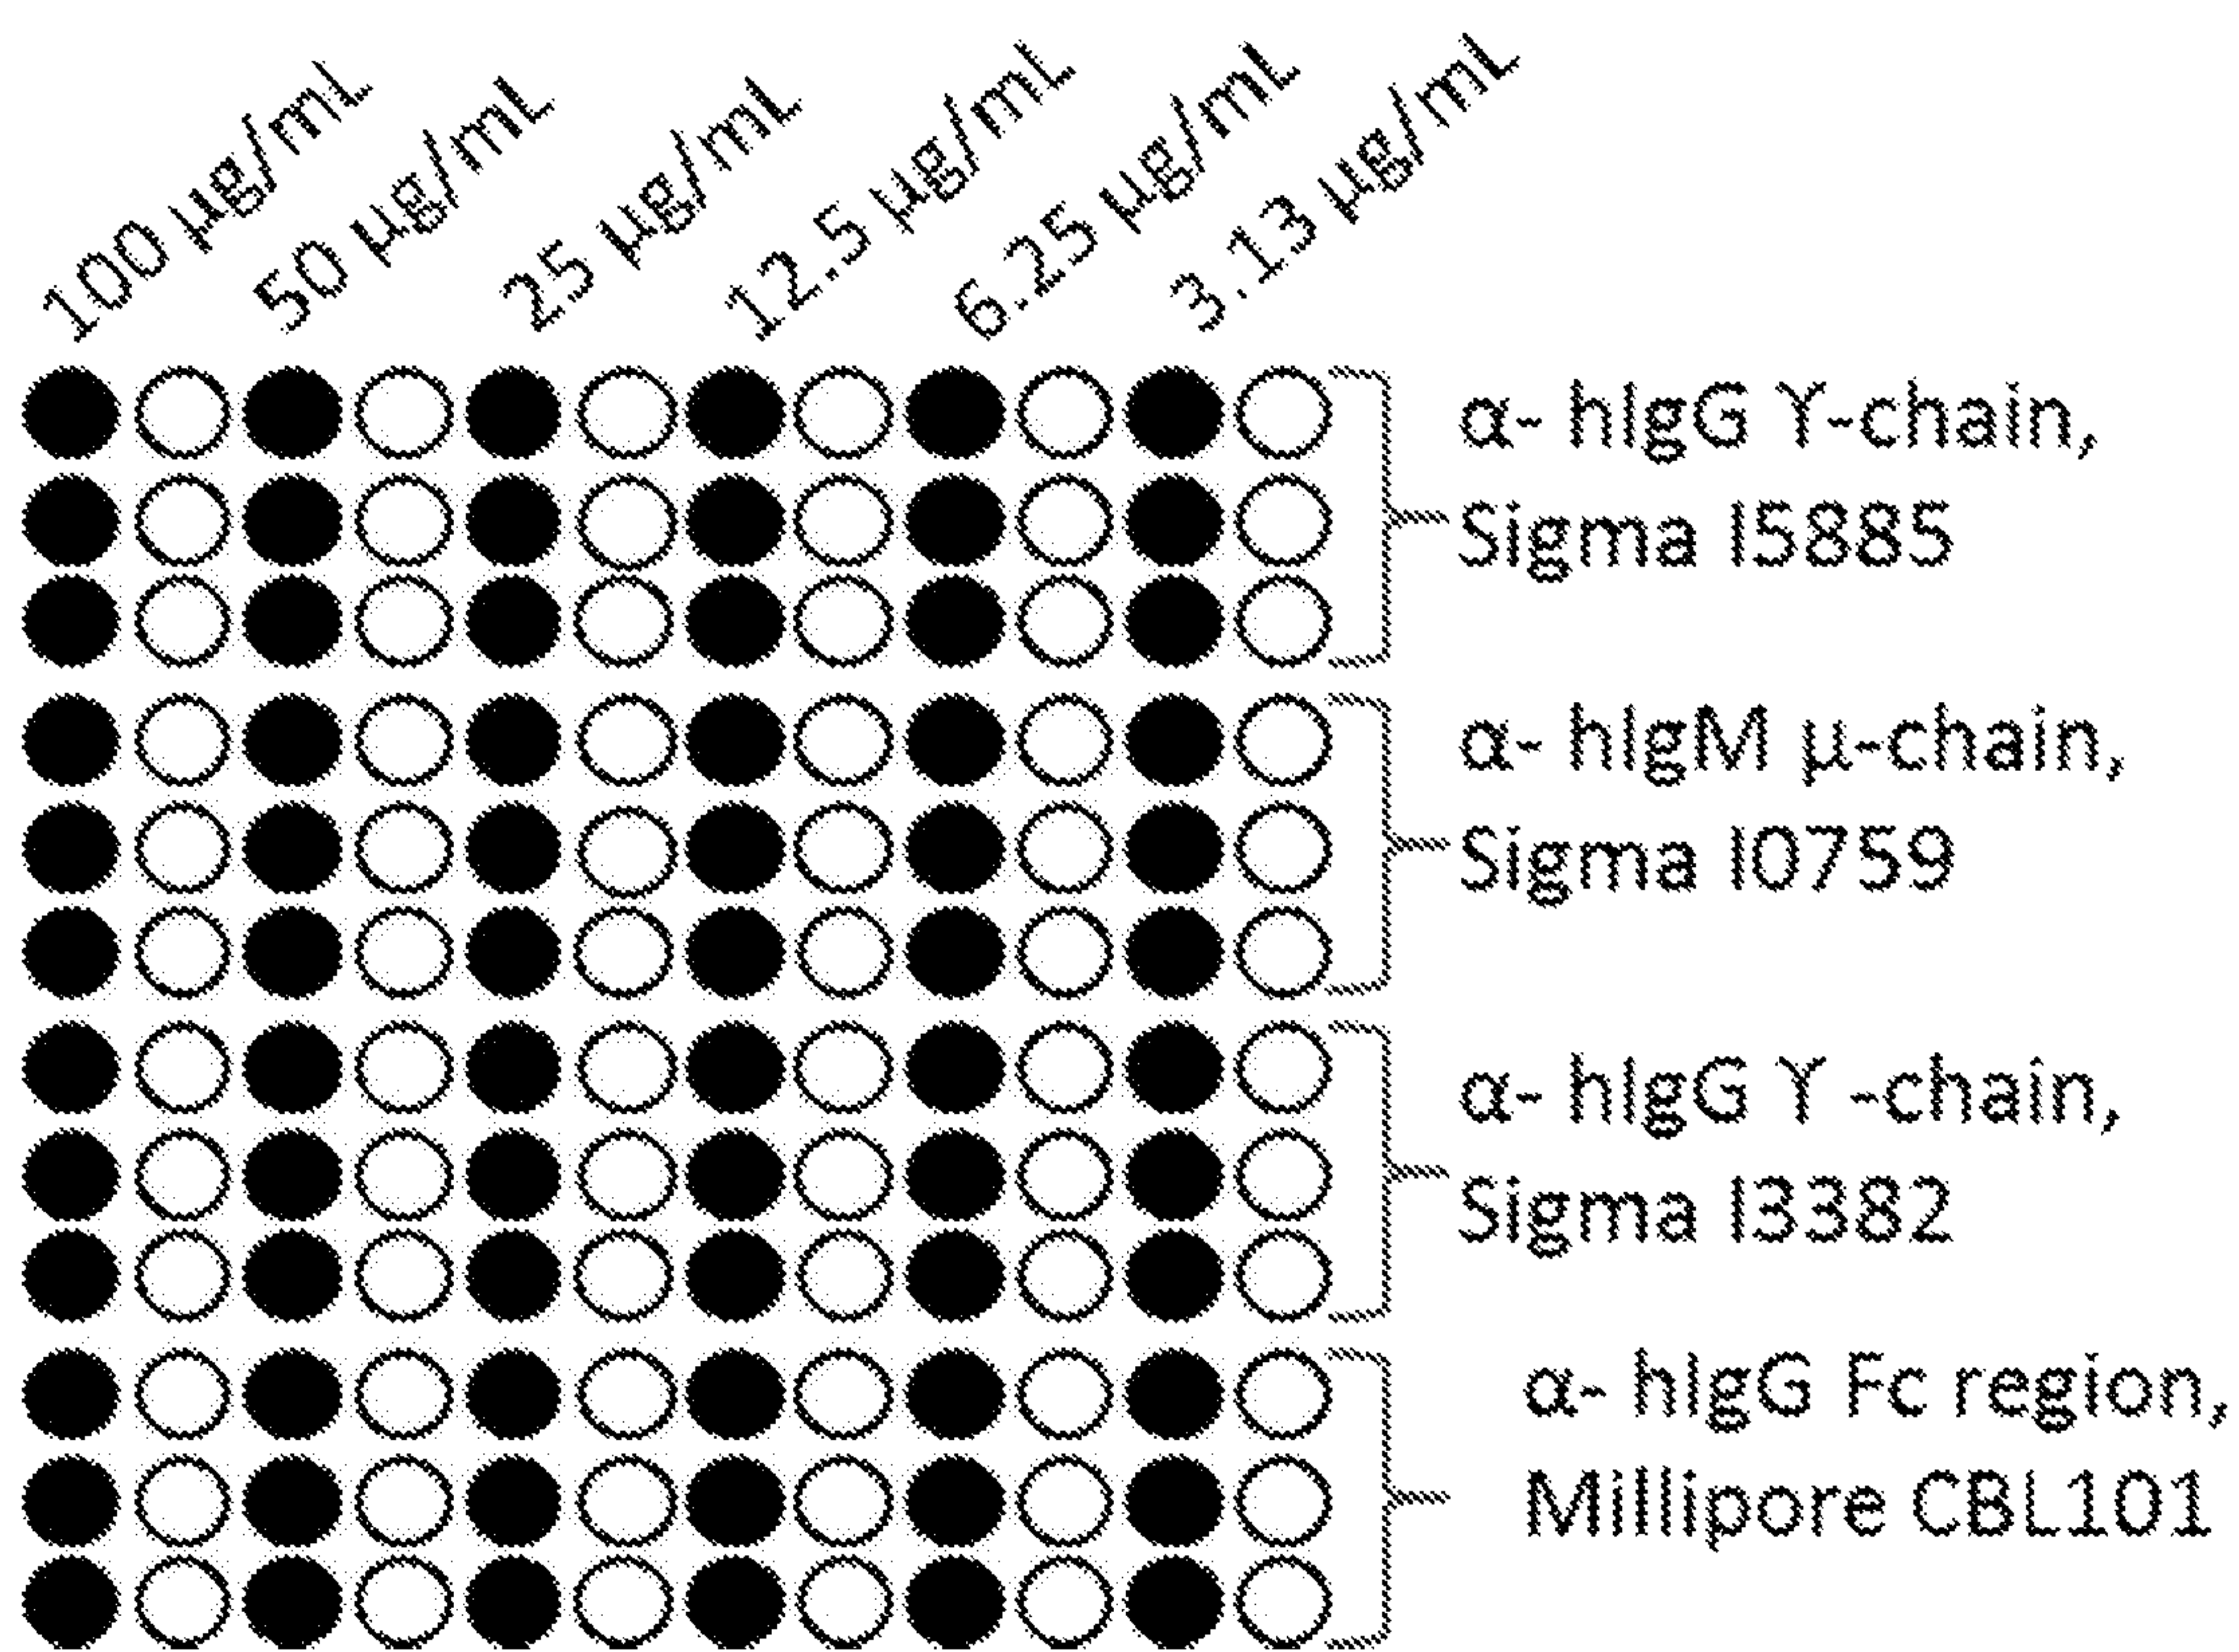 100 µg/mL
50 µg/mL
25 µg/mL
12.5 µg/mL
6.25 µg/mL
3.13 µg/mL
α- hIgG ϒ-chain,
Sigma I5885
α- hIgM µ-chain,
Sigma I0759
α- hIgG ϒ -chain,
Sigma I3382
α- hIgG Fc region,
Millipore CBL101